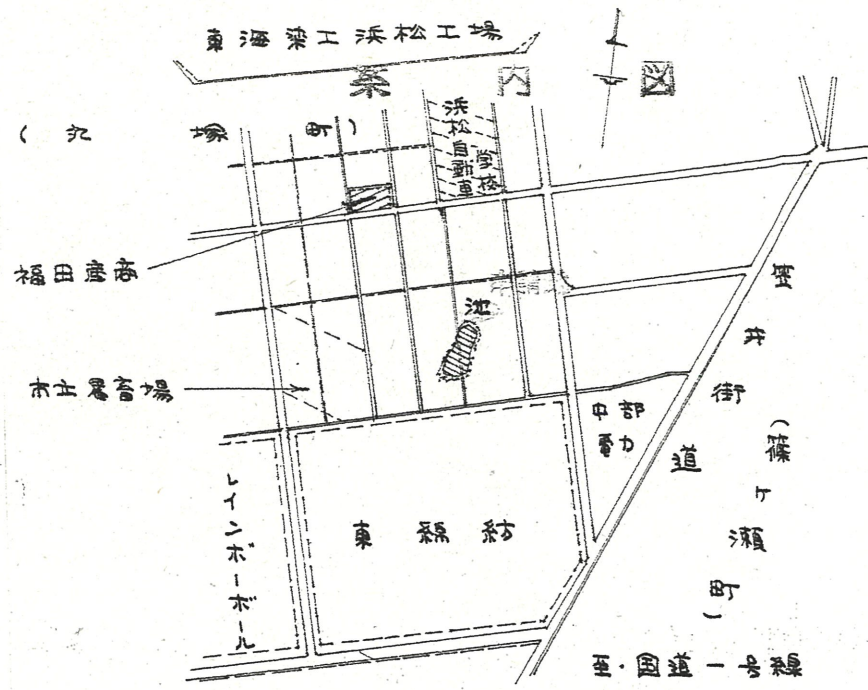 東海染工浜松工場
案内図
(丸塚町)
浜松自動車学校
福田産商
池
市立屠畜場
中部
電力
笠井街道
(篠ヶ瀬町)
レインボーボール
東綿紡
至・国道一号線